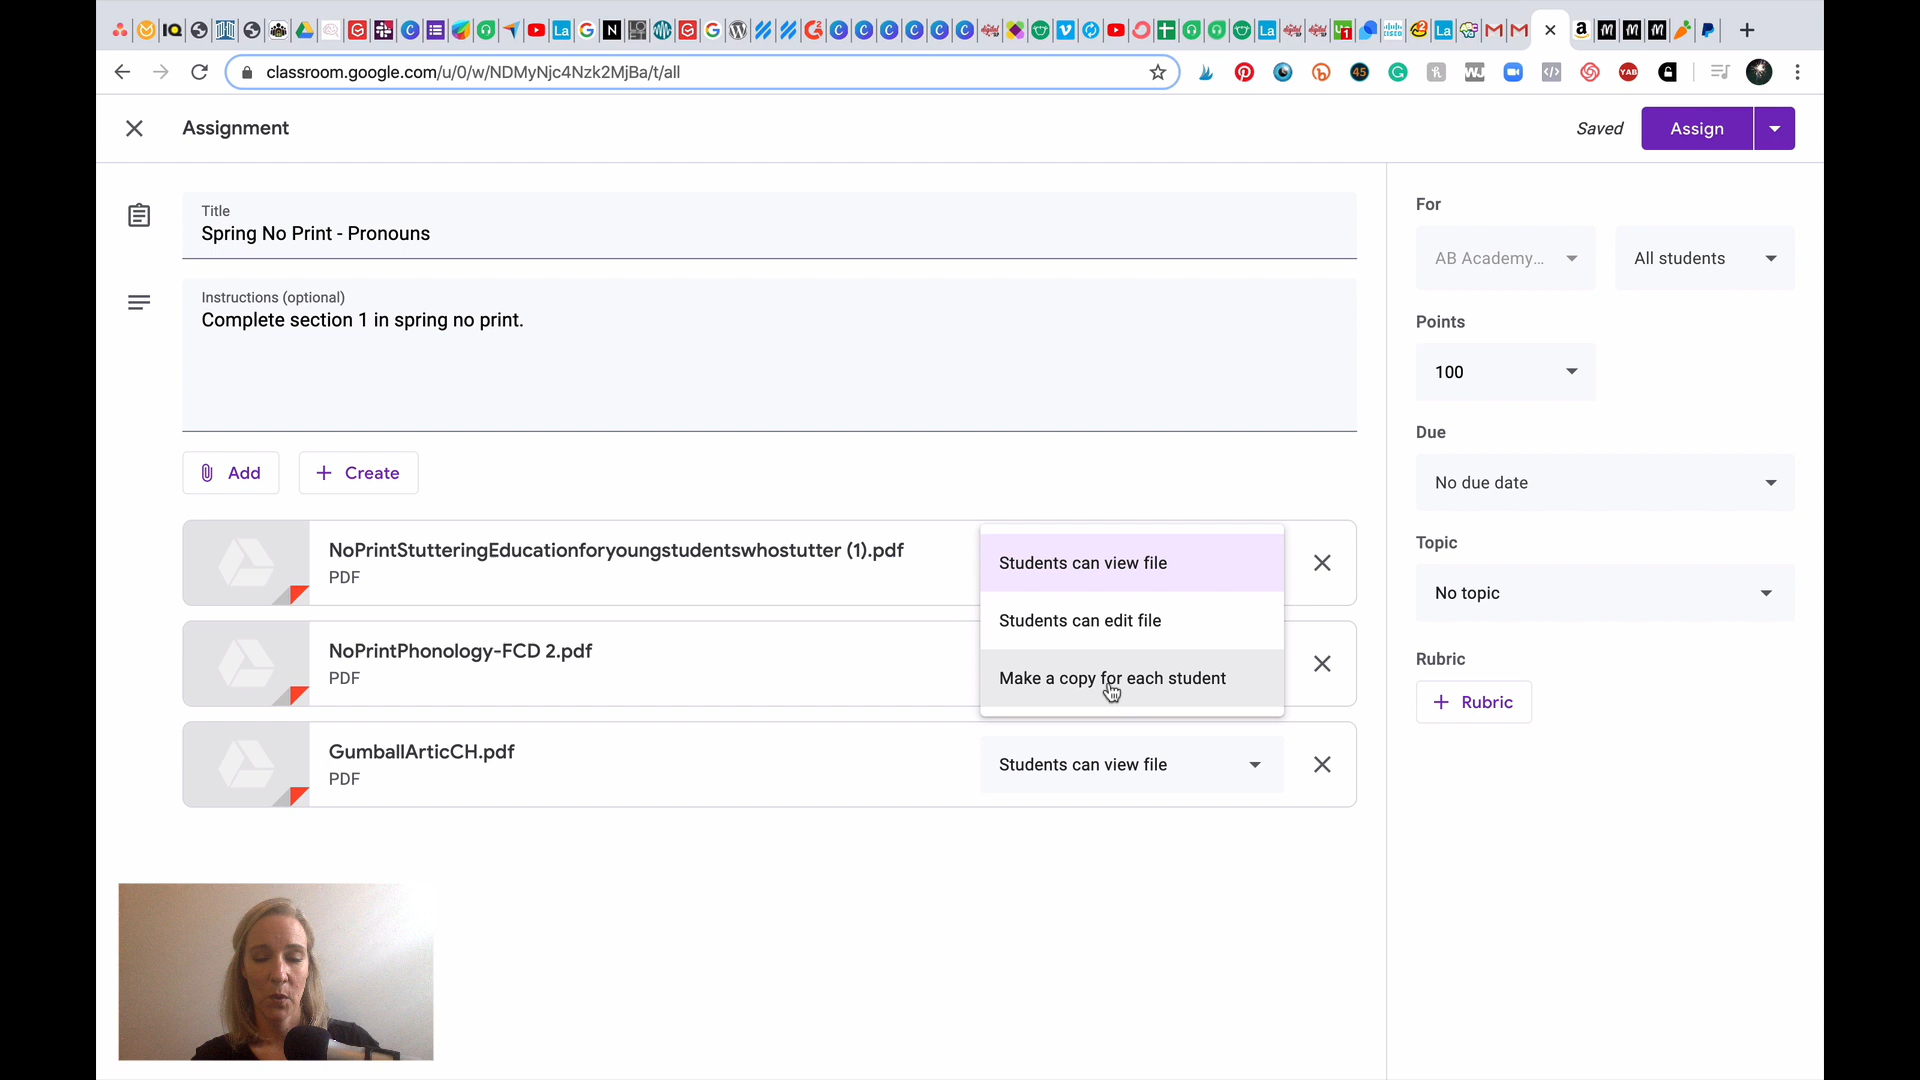 classroom.google.com/u/0/w/NDMyNjc4Nzk2MjBa/t/all
Assignment
Saved
Assign
Title
Spring No Print - Pronouns
Instructions (optional)
Complete section 1 in spring no print.
Add
Create
NoPrintStutteringEducationforyoungstudentswhostutter (1).pdf
PDF
Students can view file
Students can edit file
Make a copy for each student
NoPrintPhonology-FCD 2.pdf
PDF
GumballArticCH.pdf
PDF
Students can view file
For
AB Academy...
All students
Points
100
Due
No due date
Topic
No topic
Rubric
Rubric